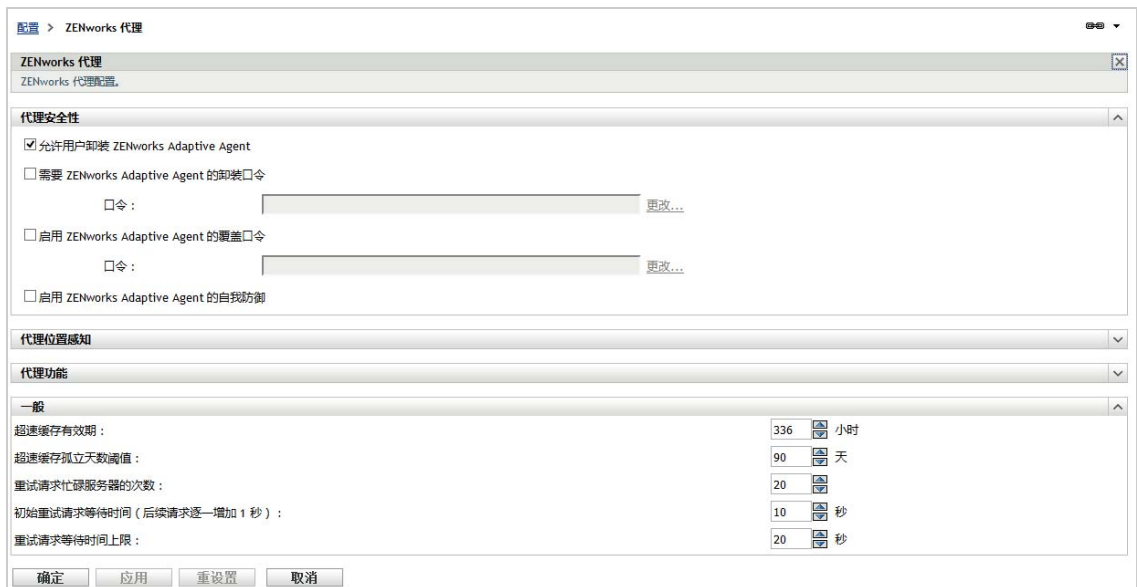 配置 > ZENworks 代理
ZENworks 代理
ZENworks 代理配置。
代理安全性
允许用户卸装 ZENworks Adaptive Agent
需要 ZENworks Adaptive Agent 的卸装口令
口令： 更改...
启用 ZENworks Adaptive Agent 的覆盖口令
口令： 更改...
启用 ZENworks Adaptive Agent 的自我防御
代理位置感知
代理功能
一般
超速缓存有效期： 336 小时
超速缓存孤立天数阈值： 90 天
重试请求忙碌服务器的次数： 20
初始重试请求等待时间（后续请求逐一增加 1 秒）： 10 秒
重试请求等待时间上限： 20 秒
确定 应用 重设置 取消